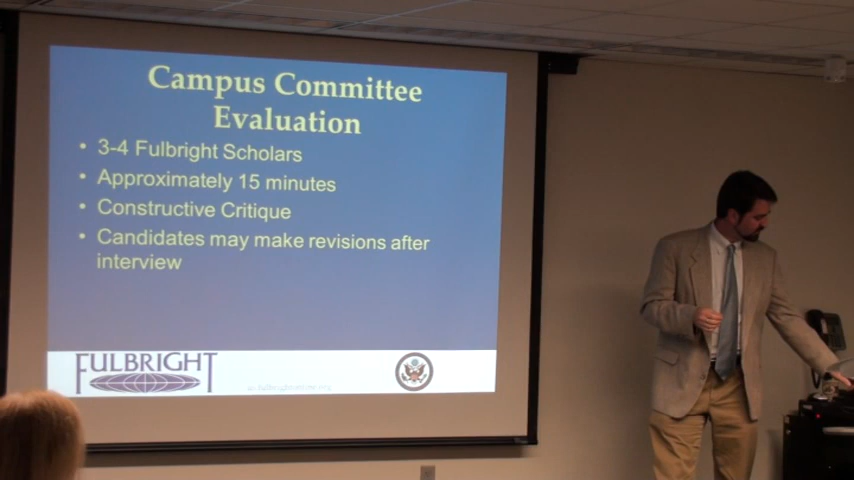 Campus Committee
Evaluation
• 3-4 Fulbright Scholars
• Approximately 15 minutes
• Constructive Critique
• Candidates may make revisions after
interview
FULBRIGHT